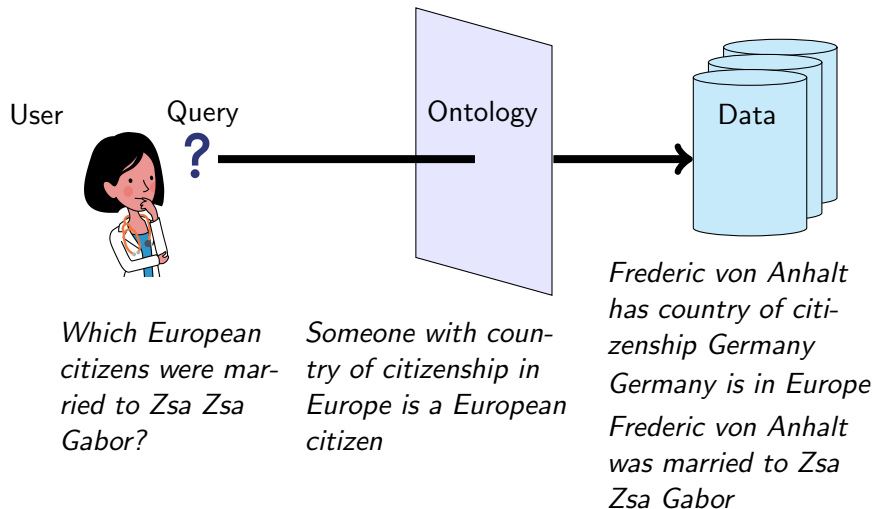 User
Query
?
Ontology
Data
Which European
citizens were mar-
ried to Zsa Zsa
Gabor?
Someone with coun-
try of citizenship in
Europe is a European
citizen
Frederic von Anhalt
has country of citi-
zenship Germany
Germany is in Europe
Frederic von Anhalt
was married to Zsa
Zsa Gabor